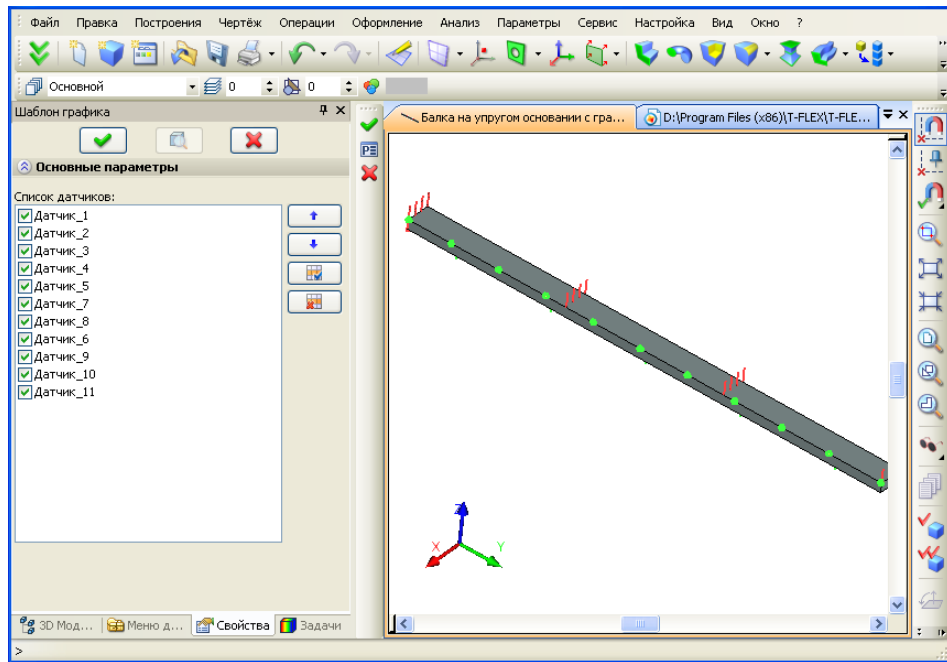 Файл Правка Построения Чертёж Операции Оформление Анализ Параметры Сервис Настройка Вид Окно ?
Основной 0 0
Шаблон графика
Балка на упругом основании с гра...
D:\Program Files (x86)\T-FLEX\T-FLE...
Основные параметры
Список датчиков:
Датчик_1
Датчик_2
Датчик_3
Датчик_4
Датчик_5
Датчик_7
Датчик_8
Датчик_6
Датчик_9
Датчик_10
Датчик_11
Z
X Y
3D Мод... Меню д... Свойства Задачи
>